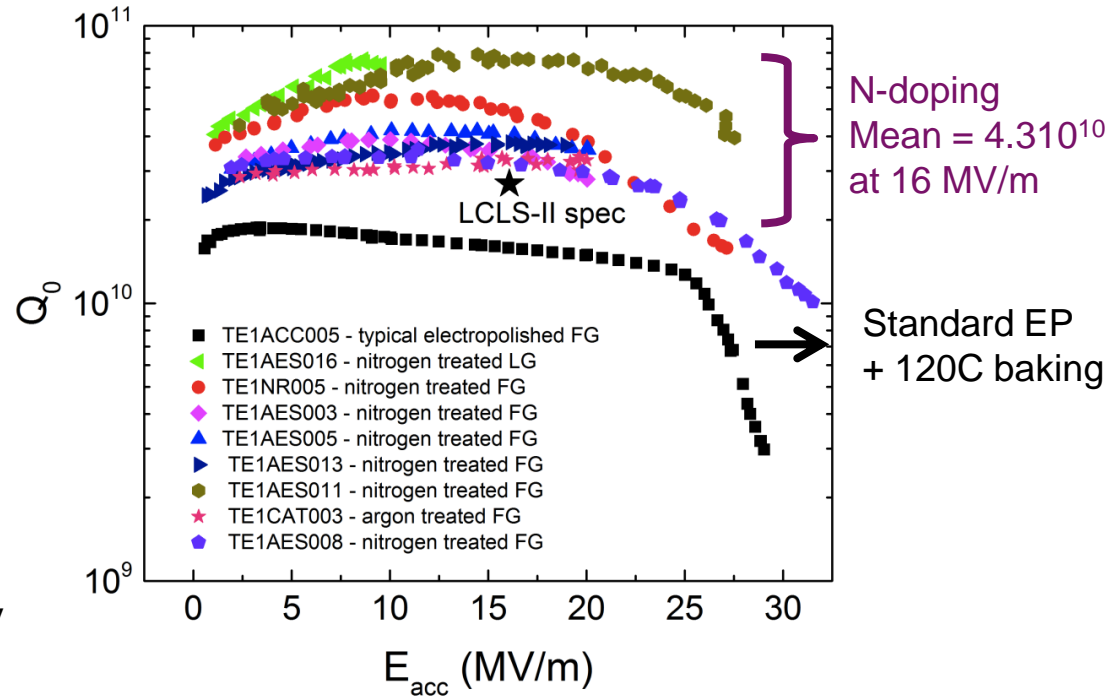 10¹¹
10¹⁰
10⁹
Q₀
LCLS-II spec
TE1ACC005 - typical electropolished FG
TE1AES016 - nitrogen treated LG
TE1NR005 - nitrogen treated FG
TE1AES003 - nitrogen treated FG
TE1AES005 - nitrogen treated FG
TE1AES013 - nitrogen treated FG
TE1AES011 - nitrogen treated FG
TE1CAT003 - argon treated FG
TE1AES008 - nitrogen treated FG
0 5 10 15 20 25 30
E_acc (MV/m)
N-doping
Mean = 4.310¹⁰
at 16 MV/m
Standard EP
+ 120C baking